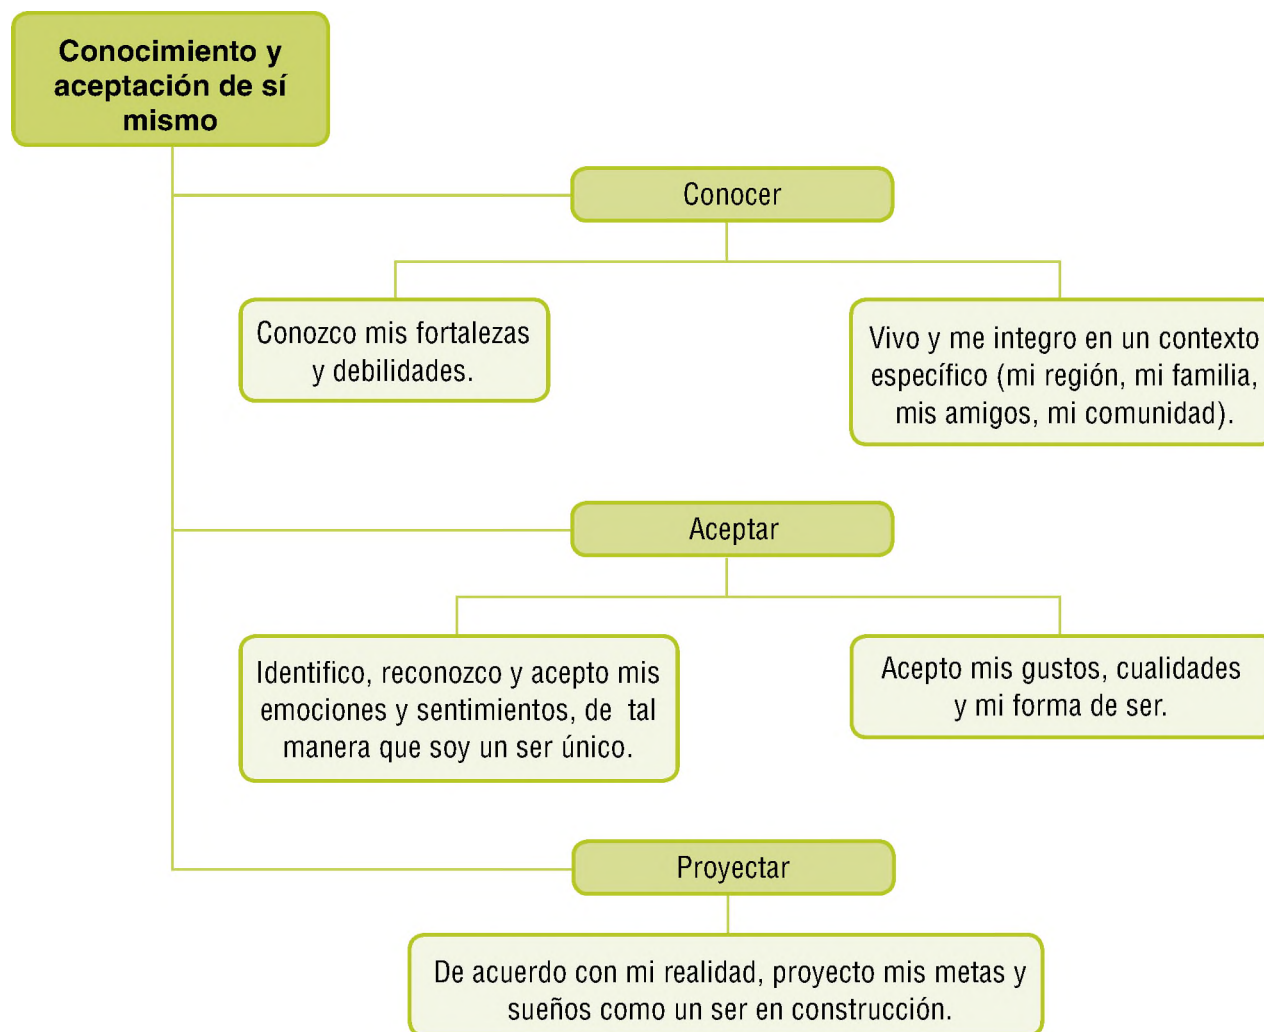 Conocimiento y
aceptación de sí
mismo
Conocer
Conozco mis fortalezas
y debilidades.
Vivo y me integro en un contexto
específico (mi región, mi familia,
mis amigos, mi comunidad).
Aceptar
Identifico, reconozco y acepto mis
emociones y sentimientos, de tal
manera que soy un ser único.
Acepto mis gustos, cualidades
y mi forma de ser.
Proyectar
De acuerdo con mi realidad, proyecto mis metas y
sueños como un ser en construcción.